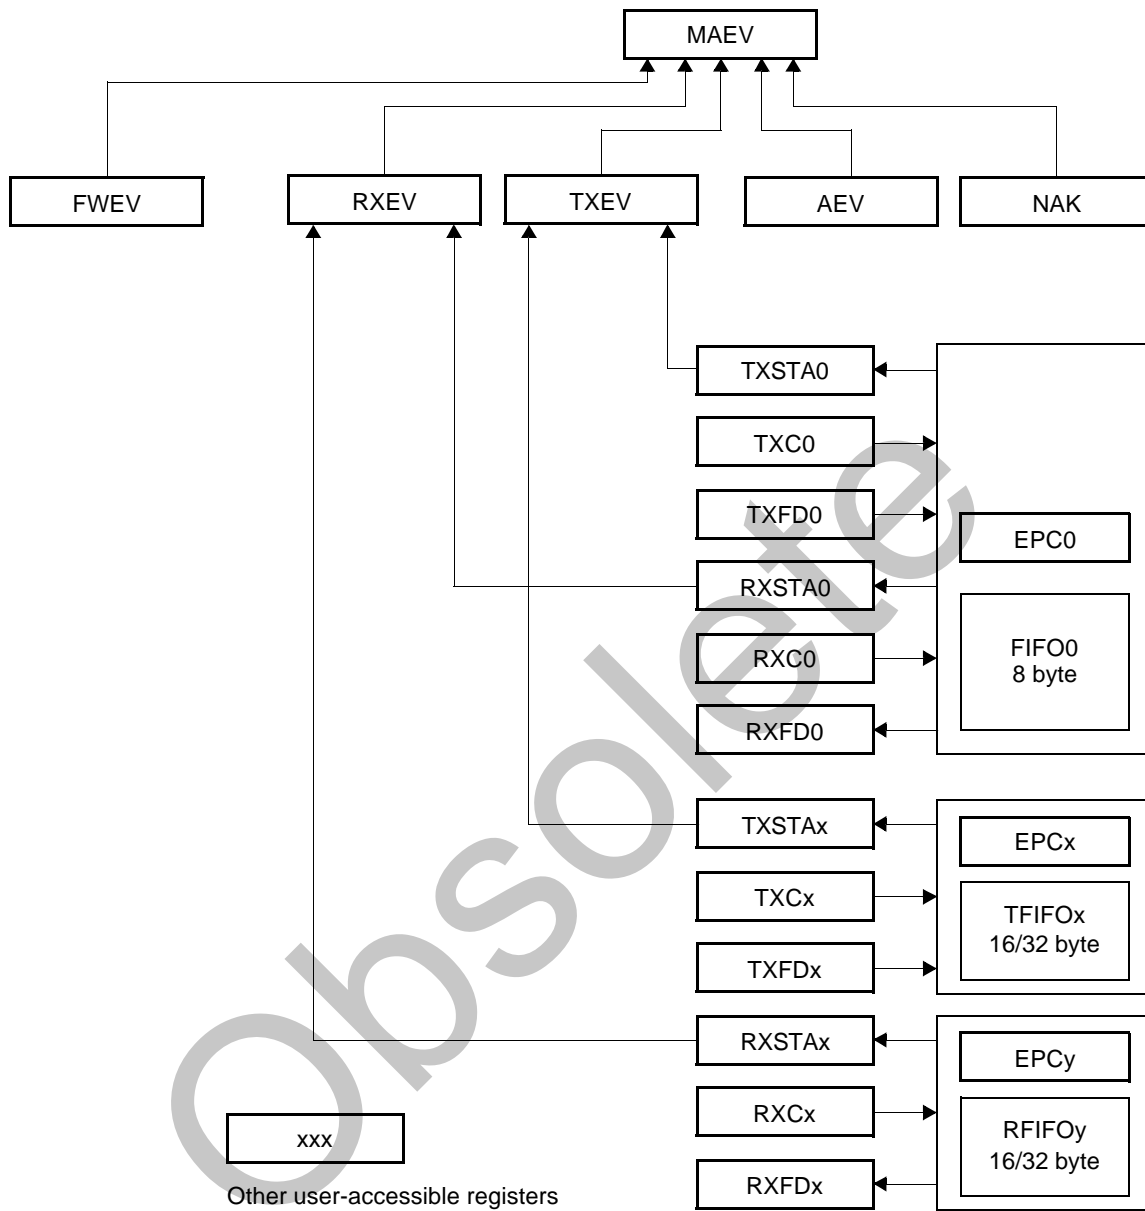 MAEV
FWEV
RXEV
TXEV
AEV
NAK
TXSTA0
TXC0
TXFD0
EPC0
RXSTA0
FIFO0
8 byte
RXC0
RXFD0
TXSTAx
EPCx
TXCx
TFIFOx
16/32 byte
TXFDx
RXSTAx
EPCy
RXCx
RFIFOy
16/32 byte
RXFDx
xxx
Other user-accessible registers
Obsolete